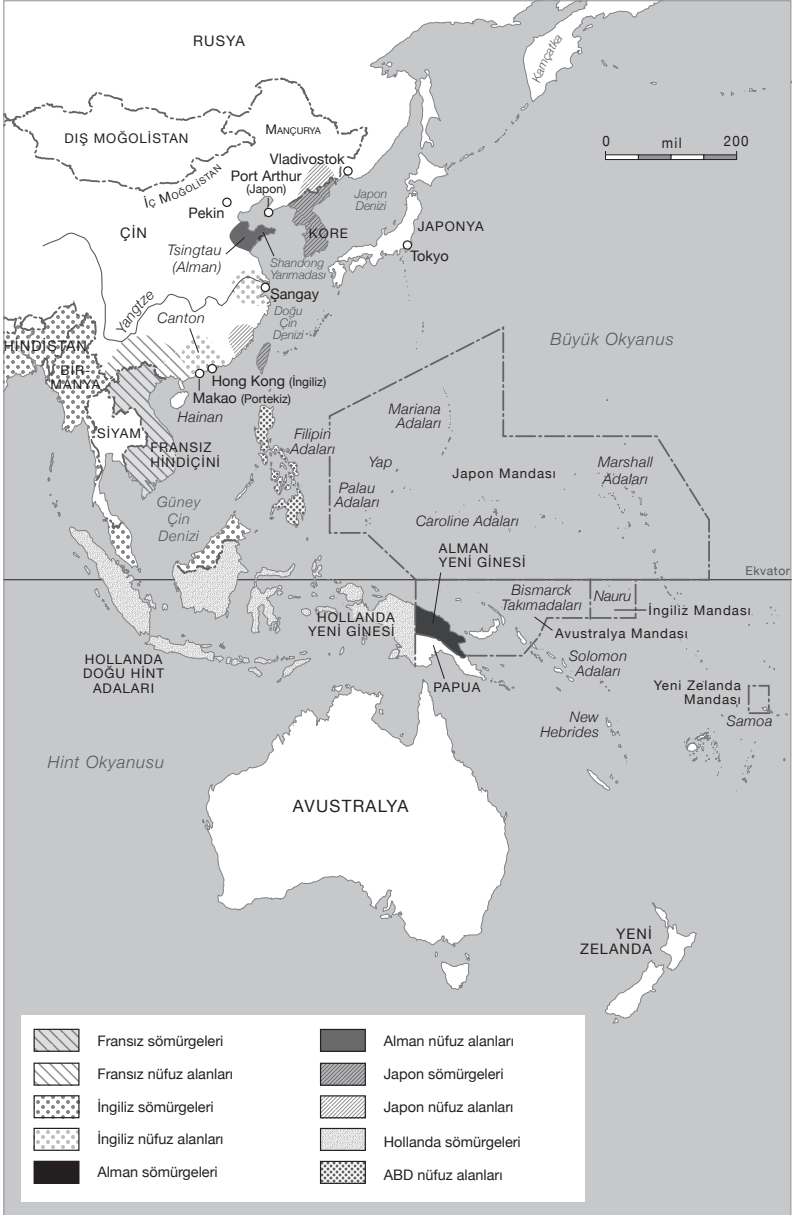 RUSYA
Kamçatka
DIŞ MOĞOLİSTAN
MANÇURYA
0 mil 200
Vladivostok
Port Arthur
(Japon)
İÇ MOĞOLİSTAN
Pekin
Japon
Denizi
ÇİN
KORE
JAPONYA
Tsingtau
(Alman)
Shandong
Yarımadası
Tokyo
Şangay
Yangtze
Canton
Doğu
Çin
Denizi
Büyük Okyanus
HİNDİSTAN
BİR-
MANYA
Hong Kong (İngiliz)
Makao (Portekiz)
Hainan
SİYAM
FRANSIZ
HİNDİÇİNİ
Filipin
Adaları
Mariana
Adaları
Yap
Japon Mandası
Marshall
Adaları
Palau
Adaları
Güney
Çin
Denizi
Caroline Adaları
ALMAN
YENİ GİNESİ
Ekvator
Bismarck
Takımadaları
Nauru
İngiliz Mandası
HOLLANDA
YENİ GİNESİ
Avustralya Mandası
Solomon
Adaları
HOLLANDA
DOĞU HİNT
ADALARI
PAPUA
Yeni Zelanda
Mandası
Samoa
New
Hebrides
Hint Okyanusu
AVUSTRALYA
YENİ
ZELANDA
Fransız sömürgeleri
Fransız nüfuz alanları
İngiliz sömürgeleri
İngiliz nüfuz alanları
Alman sömürgeleri
Alman nüfuz alanları
Japon sömürgeleri
Japon nüfuz alanları
Hollanda sömürgeleri
ABD nüfuz alanları